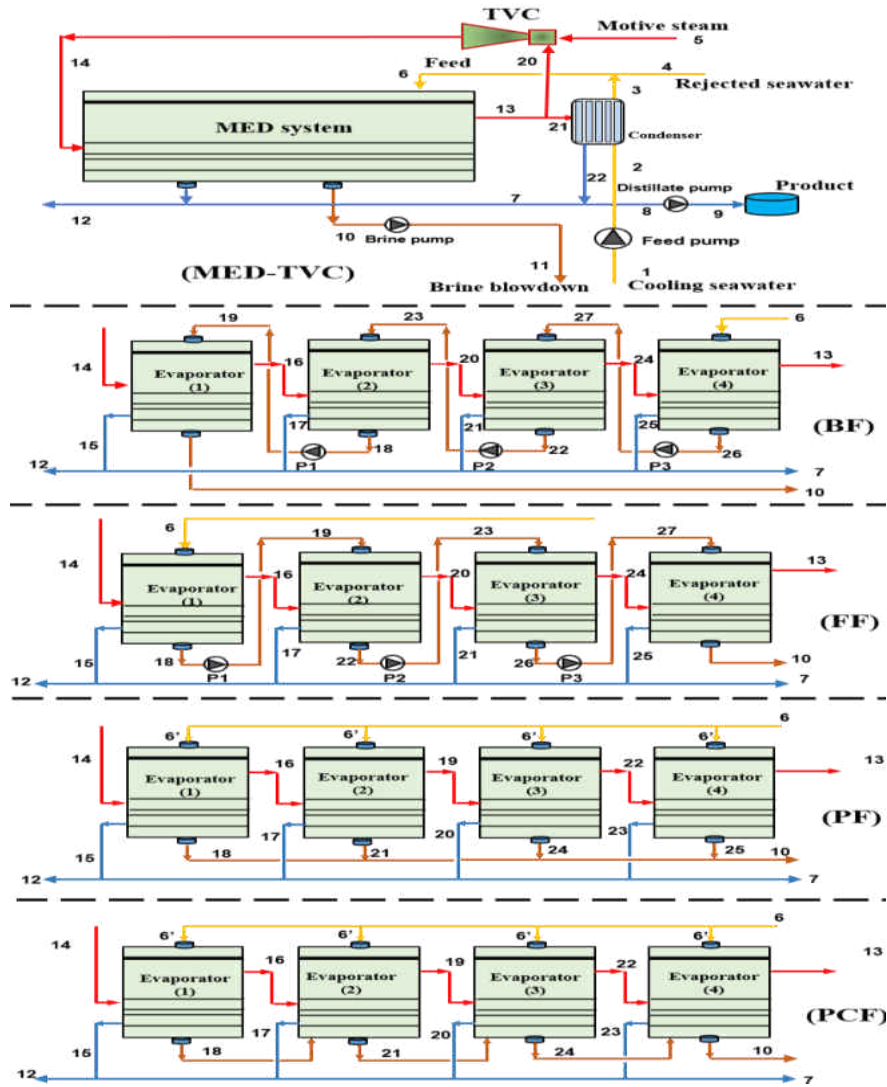 TVC
Motive steam
5
14
Feed
20
4
6
3
Rejected seawater
13
MED system
21
Condenser
2
22
Distillate pump
Product
7
12
8
9
10
Brine pump
Feed pump
11
1
(MED-TVC)
Brine blowdown
Cooling seawater
19
23
27
6
14
16
20
24
13
Evaporator
(1)
Evaporator
(2)
Evaporator
(3)
Evaporator
(4)
(BF)
15
17
18
21
22
25
26
12
P1
P2
P3
7
10
6
19
23
27
14
16
20
24
13
Evaporator
(1)
Evaporator
(2)
Evaporator
(3)
Evaporator
(4)
(FF)
15
18
17
22
21
26
25
10
12
P1
P2
P3
7
6
14
6'
6'
6'
6'
16
19
22
13
Evaporator
(1)
Evaporator
(2)
Evaporator
(3)
Evaporator
(4)
(PF)
15
17
20
23
18
21
24
25
10
12
7
6
14
6'
6'
6'
6'
16
19
22
13
Evaporator
(1)
Evaporator
(2)
Evaporator
(3)
Evaporator
(4)
(PCF)
15
17
20
23
18
21
24
10
12
7